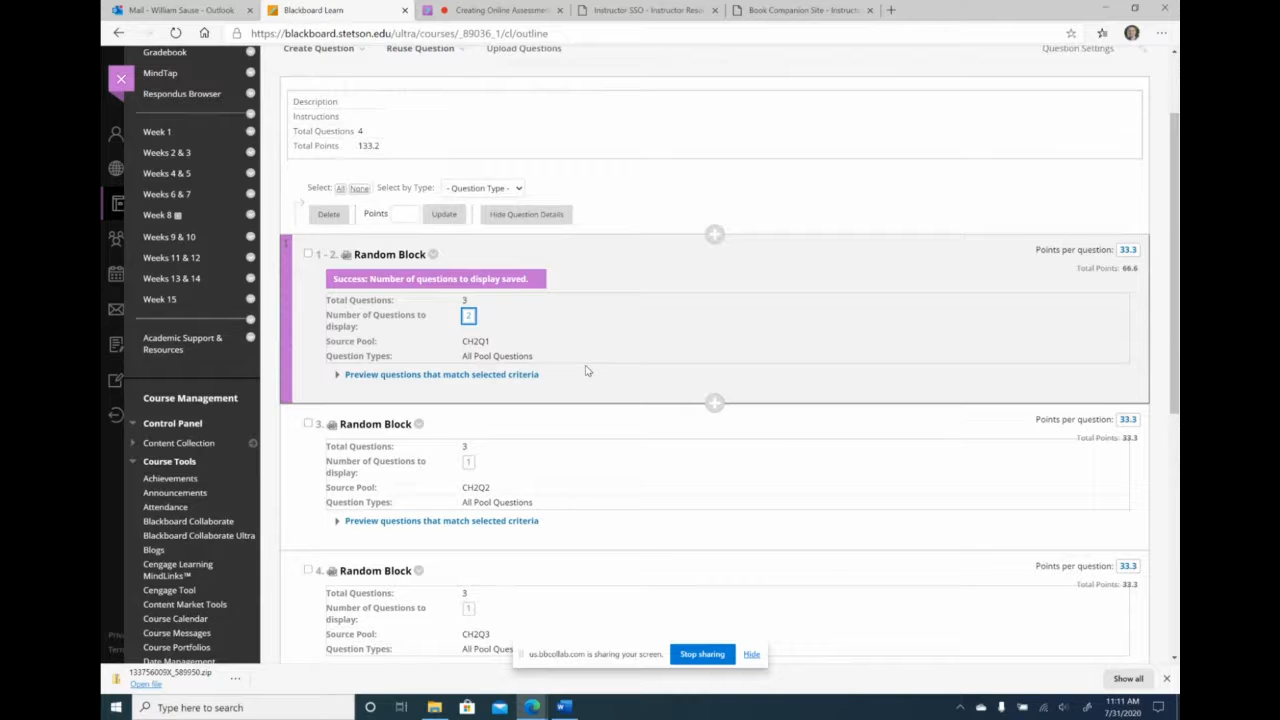 Mail - William Sause - Outlook
Blackboard Learn
Creating Online Assessmen
Instructor SSO - Instructor Resou
Book Companion Site - Instructo
https://blackboard.stetson.edu/ultra/courses/_89036_1/cl/outline
Create Question
Reuse Question
Upload Questions
Question Settings
Gradebook
MindTap
Respondus Browser
Week 1
Weeks 2 & 3
Weeks 4 & 5
Weeks 6 & 7
Week 8
Weeks 9 & 10
Weeks 11 & 12
Weeks 13 & 14
Week 15
Academic Support &
Resources
Course Management
Control Panel
Content Collection
Course Tools
Achievements
Announcements
Attendance
Blackboard Collaborate
Blackboard Collaborate Ultra
Blogs
Cengage Learning
MindLinks™
Cengage Tool
Content Market Tools
Course Calendar
Course Messages
Course Portfolios
Date Management
Description
Instructions
Total Questions 4
Total Points 133.2
Select: All None Select by Type: - Question Type -
Delete Points Update Hide Question Details
1 - 2. Random Block
Points per question: 33.3
Total Points: 66.6
Success: Number of questions to display saved.
Total Questions: 3
Number of Questions to
display: 2
Source Pool: CH2Q1
Question Types: All Pool Questions
Preview questions that match selected criteria
3. Random Block
Points per question: 33.3
Total Points: 33.3
Total Questions: 3
Number of Questions to
display: 1
Source Pool: CH2Q2
Question Types: All Pool Questions
Preview questions that match selected criteria
4. Random Block
Points per question: 33.3
Total Points: 33.3
Total Questions: 3
Number of Questions to
display: 1
Source Pool: CH2Q3
Question Types: All Pool Ques
us.bbcollab.com is sharing your screen. Stop sharing Hide
133756009X_589950.zip
Open file
Show all
Type here to search
11:11 AM
7/31/2020